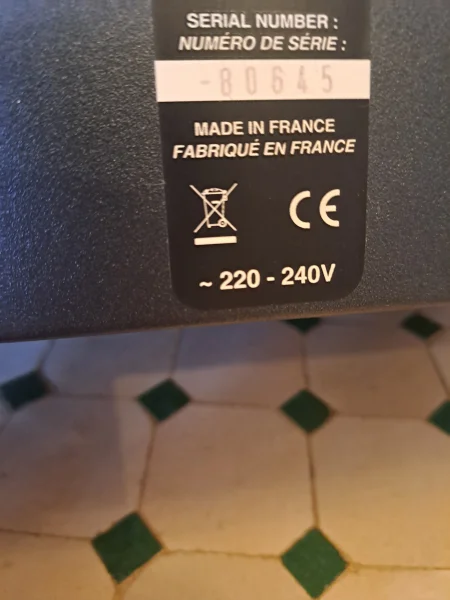 SERIAL NUMBER :
NUMÉRO DE SÉRIE :
-80645
MADE IN FRANCE
FABRIQUÉ EN FRANCE
CE
~ 220 - 240V